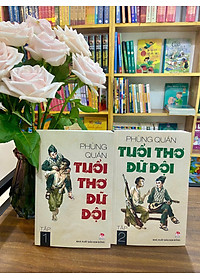 PHÙNG QUÁN
TUỔI
THƠ
DỮ
DỘI
TẬP
1
PHÙNG QUÁN
TUỔI THƠ
DỮ DỘI
TẬP
2